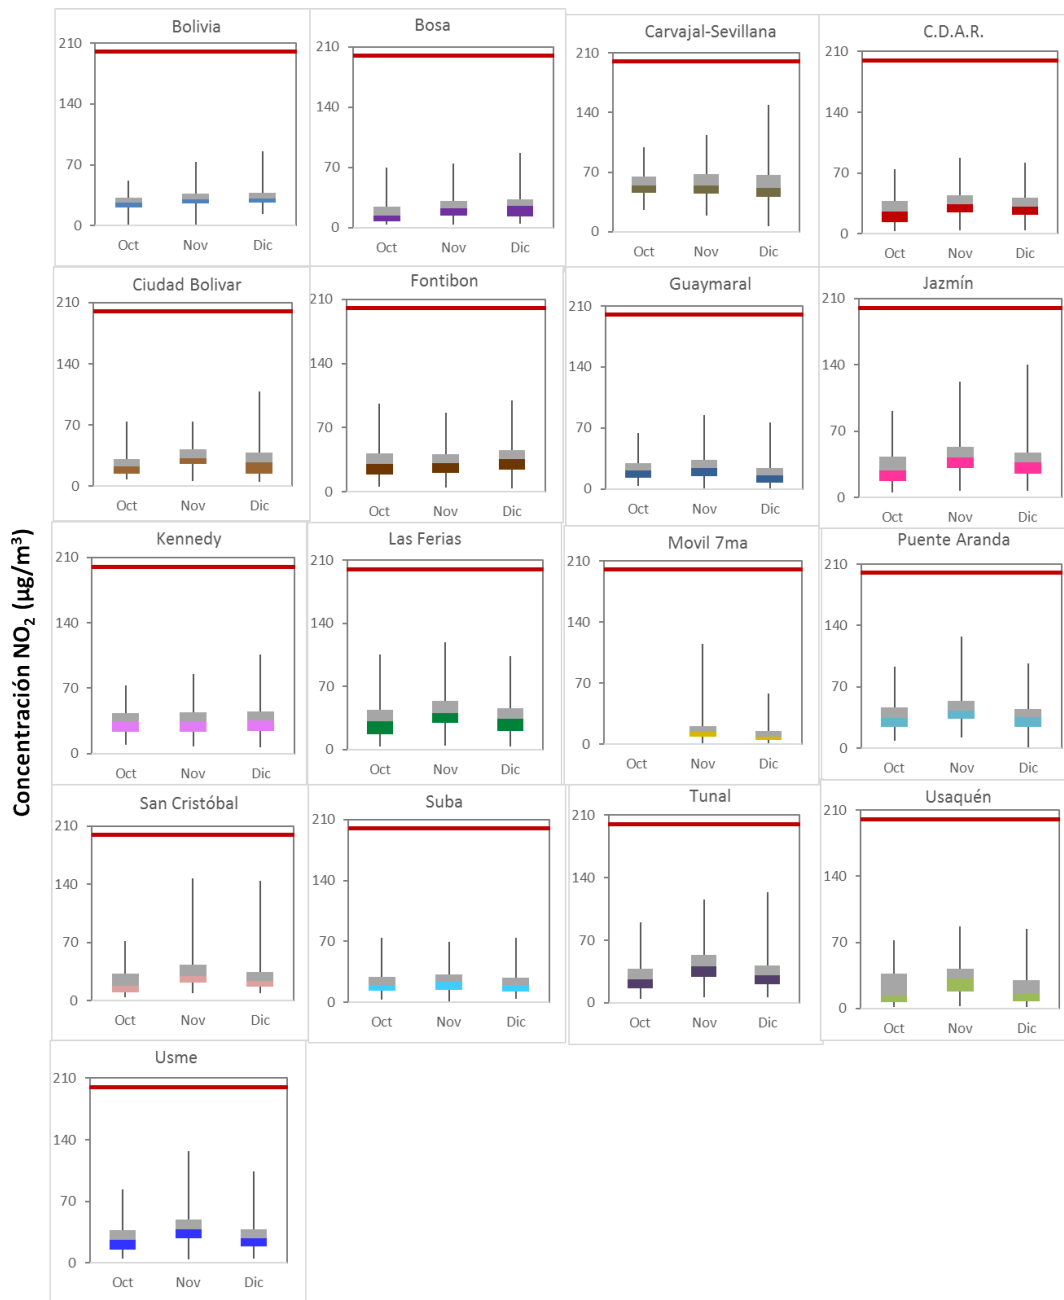 Concentración NO₂ (µg/m³)
Bolivia
210
140
70
0
Oct Nov Dic
Bosa
210
140
70
0
Oct Nov Dic
Carvajal-Sevillana
210
140
70
0
Oct Nov Dic
C.D.A.R.
210
140
70
0
Oct Nov Dic
Ciudad Bolivar
210
140
70
0
Oct Nov Dic
Fontibon
210
140
70
0
Oct Nov Dic
Guaymaral
210
140
70
0
Oct Nov Dic
Jazmín
210
140
70
0
Oct Nov Dic
Kennedy
210
140
70
0
Oct Nov Dic
Las Ferias
210
140
70
0
Oct Nov Dic
Movil 7ma
210
140
70
0
Oct Nov Dic
Puente Aranda
210
140
70
0
Oct Nov Dic
San Cristóbal
210
140
70
0
Oct Nov Dic
Suba
210
140
70
0
Oct Nov Dic
Tunal
210
140
70
0
Oct Nov Dic
Usaquén
210
140
70
0
Oct Nov Dic
Usme
210
140
70
0
Oct Nov Dic